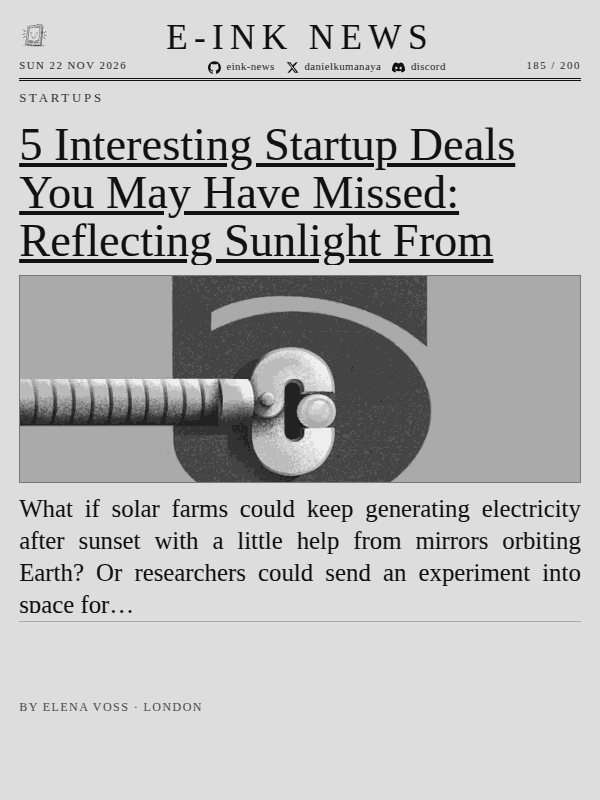 E-INK NEWS
SUN 22 NOV 2026
eink-news danielkumanaya discord
185 / 200
STARTUPS
5 Interesting Startup Deals
You May Have Missed:
Reflecting Sunlight From
What if solar farms could keep generating electricity
after sunset with a little help from mirrors orbiting
Earth? Or researchers could send an experiment into
space for…
BY ELENA VOSS · LONDON